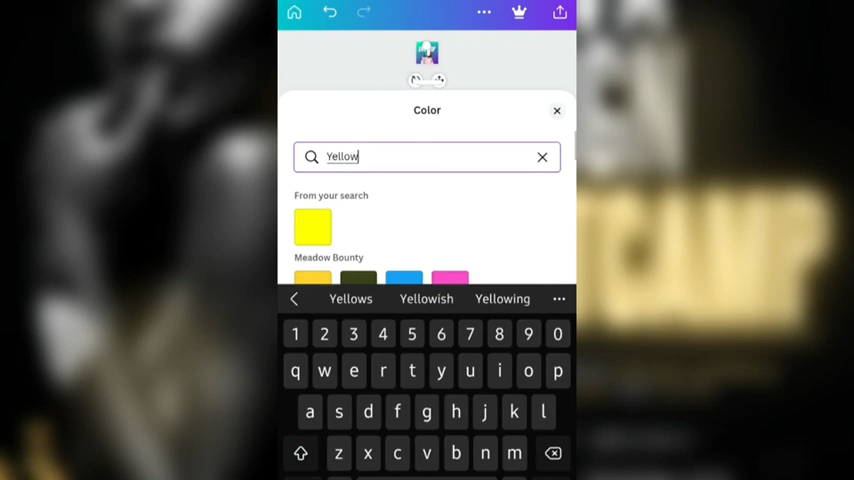 Color
Yellow
From your search
Meadow Bounty
Yellows Yellowish Yellowing
1 2 3 4 5 6 7 8 9 0
q w e r t y u i o p
a s d f g h j k l
z x c v b n m